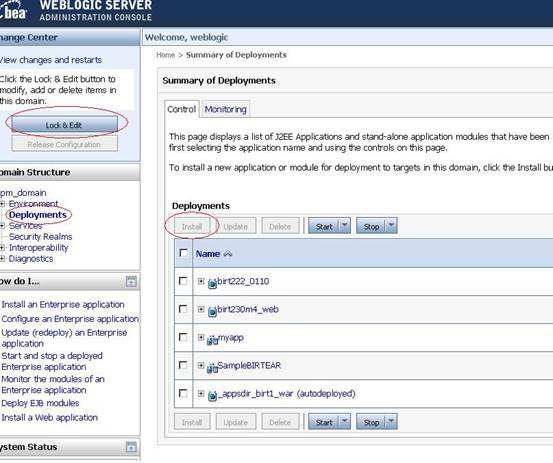 bea
WEBLOGIC SERVER
ADMINISTRATION CONSOLE
hange Center
View changes and restarts
Click the Lock & Edit button to
modify, add or delete items in
this domain.
Lock & Edit
Release Configuration
omain Structure
pm_domain
Environment
Deployments
Services
Security Realms
Interoperability
Diagnostics
ow do I...
Install an Enterprise application
Configure an Enterprise application
Update (redeploy) an Enterprise
application
Start and stop a deployed
Enterprise application
Monitor the modules of an
Enterprise application
Deploy EJB modules
Install a Web application
ystem Status
Welcome, weblogic
Home > Summary of Deployments
Summary of Deployments
Control Monitoring
This page displays a list of J2EE Applications and stand-alone application modules that have been
first selecting the application name and using the controls on this page.
To install a new application or module for deployment to targets in this domain, click the Install bu
Deployments
Install Update Delete Start Stop
Name
birt222_0110
birt230m4_web
myapp
SampleBIRTEAR
_appsdir_birt1_war (autodeployed)
Install Update Delete Start Stop